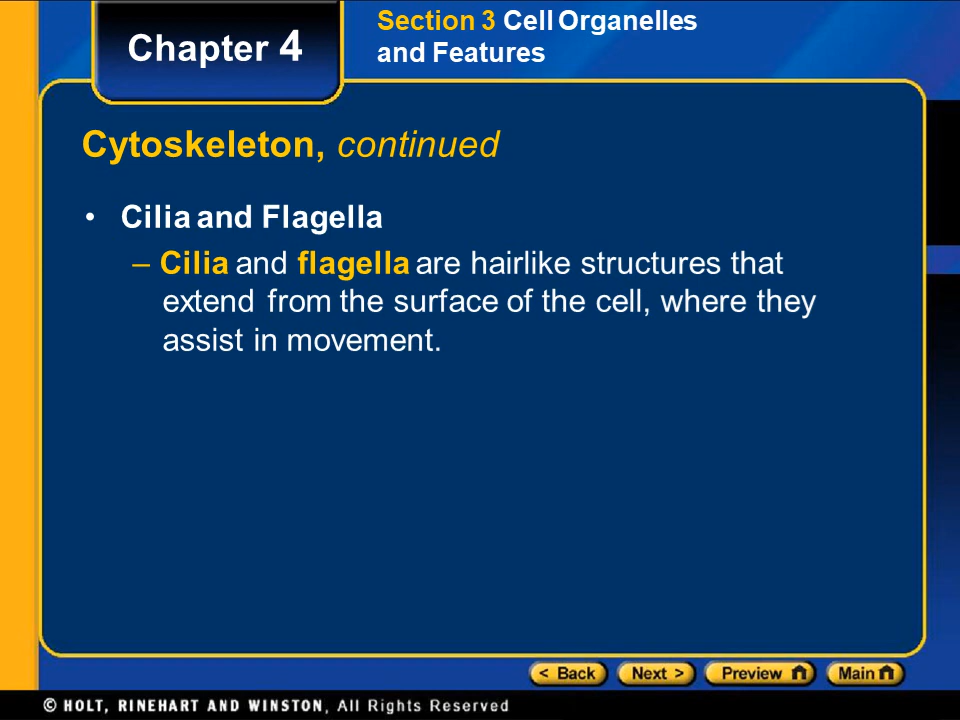 Chapter 4
Section 3 Cell Organelles
and Features
Cytoskeleton, continued
• Cilia and Flagella
– Cilia and flagella are hairlike structures that
extend from the surface of the cell, where they
assist in movement.
< Back Next > Preview Main
© HOLT, RINEHART AND WINSTON, All Rights Reserved